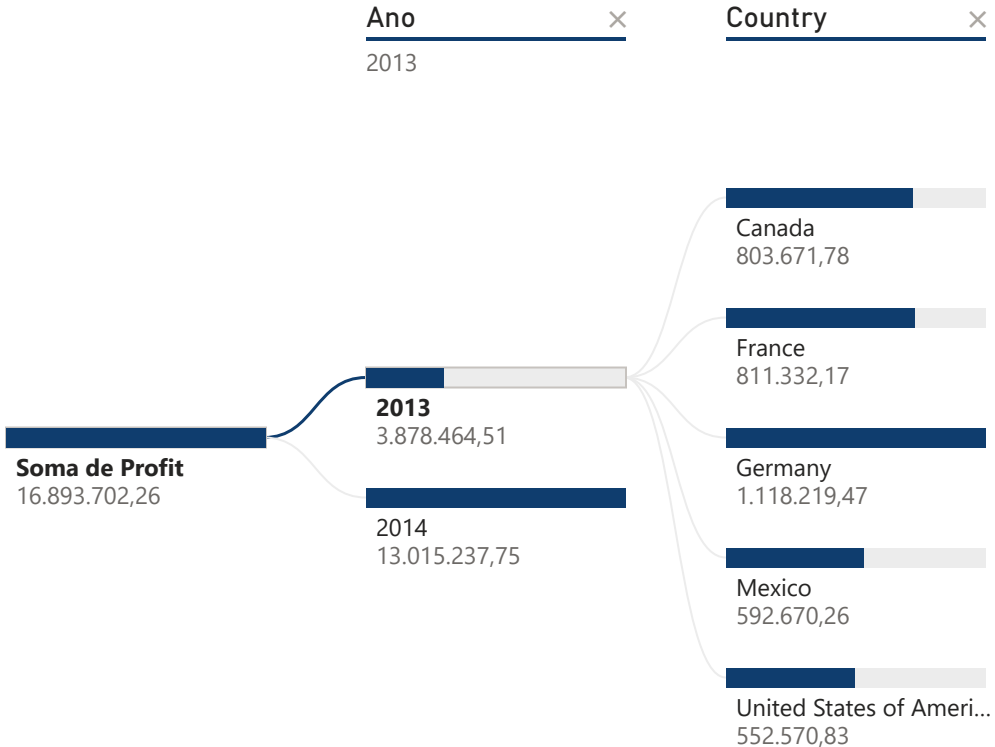 Ano
Country
2013
Canada
803.671,78
France
811.332,17
2013
3.878.464,51
Soma de Profit
16.893.702,26
Germany
1.118.219,47
2014
13.015.237,75
Mexico
592.670,26
United States of Ameri...
552.570,83